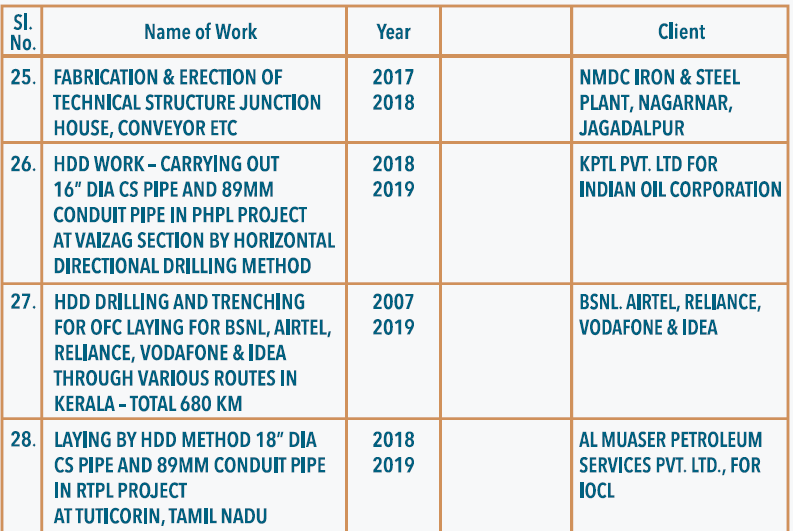 Sl. No. Name of Work Year Client
25. FABRICATION & ERECTION OF 2017 NMDC IRON & STEEL
TECHNICAL STRUCTURE JUNCTION 2018 PLANT, NAGARNAR,
HOUSE, CONVEYOR ETC JAGADALPUR
26. HDD WORK – CARRYING OUT 2018 KPTL PVT. LTD FOR
16” DIA CS PIPE AND 89MM 2019 INDIAN OIL CORPORATION
CONDUIT PIPE IN PHPL PROJECT
AT VAIZAG SECTION BY HORIZONTAL
DIRECTIONAL DRILLING METHOD
27. HDD DRILLING AND TRENCHING 2007 BSNL. AIRTEL, RELIANCE,
FOR OFC LAYING FOR BSNL, AIRTEL, 2019 VODAFONE & IDEA
RELIANCE, VODAFONE & IDEA
THROUGH VARIOUS ROUTES IN
KERALA – TOTAL 680 KM
28. LAYING BY HDD METHOD 18” DIA 2018 AL MUASER PETROLEUM
CS PIPE AND 89MM CONDUIT PIPE 2019 SERVICES PVT. LTD., FOR
IN RTPL PROJECT IOCL
AT TUTICORIN, TAMIL NADU